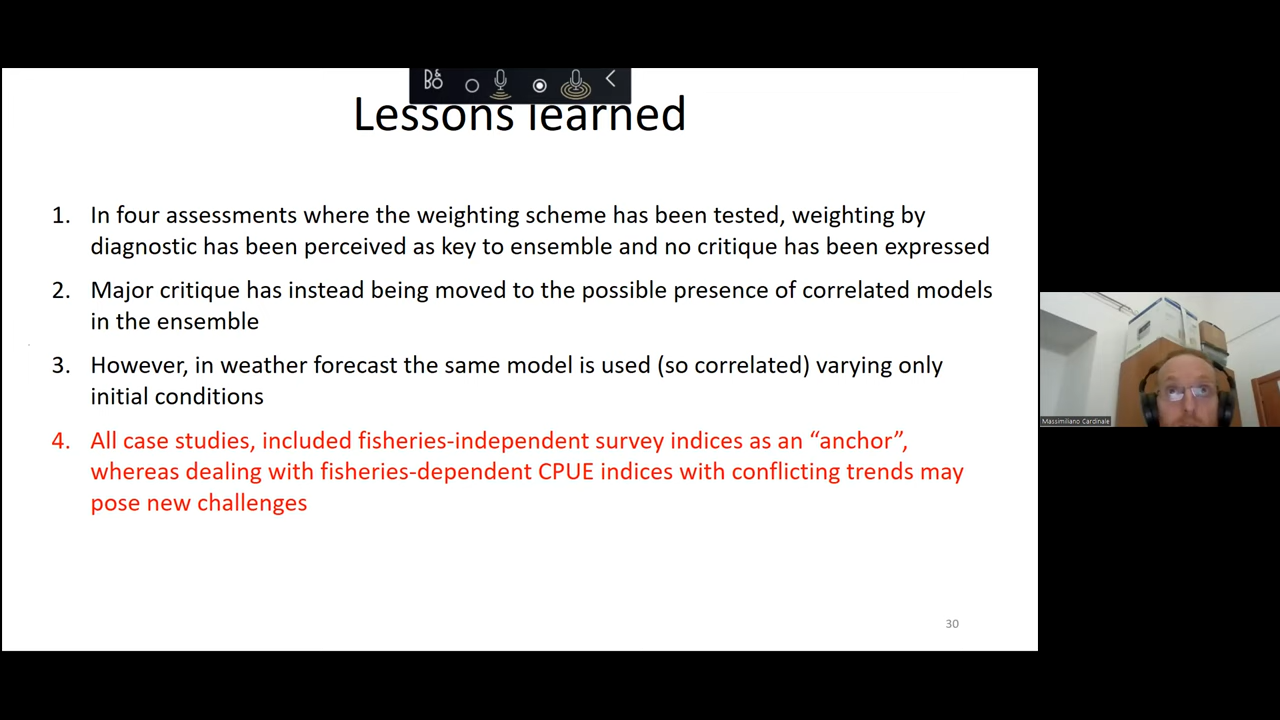 B&O
Lessons learned
1. In four assessments where the weighting scheme has been tested, weighting by
diagnostic has been perceived as key to ensemble and no critique has been expressed
2. Major critique has instead being moved to the possible presence of correlated models
in the ensemble
3. However, in weather forecast the same model is used (so correlated) varying only
initial conditions
4. All case studies, included fisheries-independent survey indices as an “anchor”,
whereas dealing with fisheries-dependent CPUE indices with conflicting trends may
pose new challenges
Massimiliano Cardinale
30